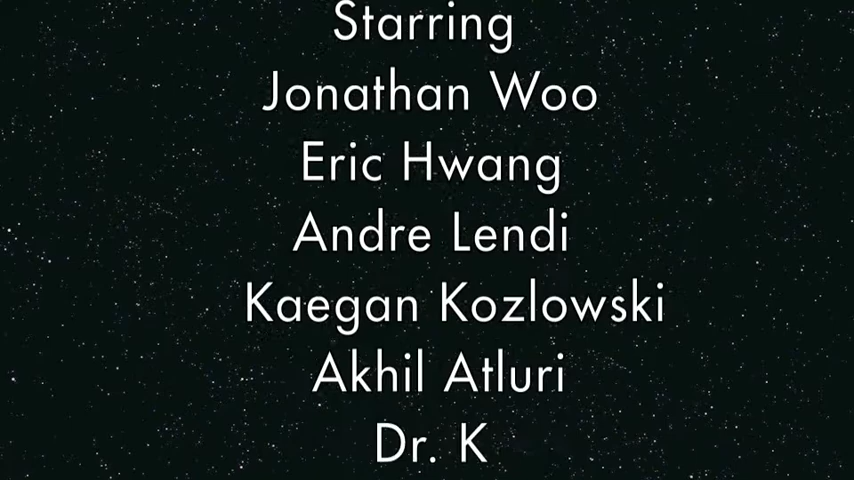 Starring
Jonathan Woo
Eric Hwang
Andre Lendi
Kaegan Kozlowski
Akhil Atluri
Dr. K